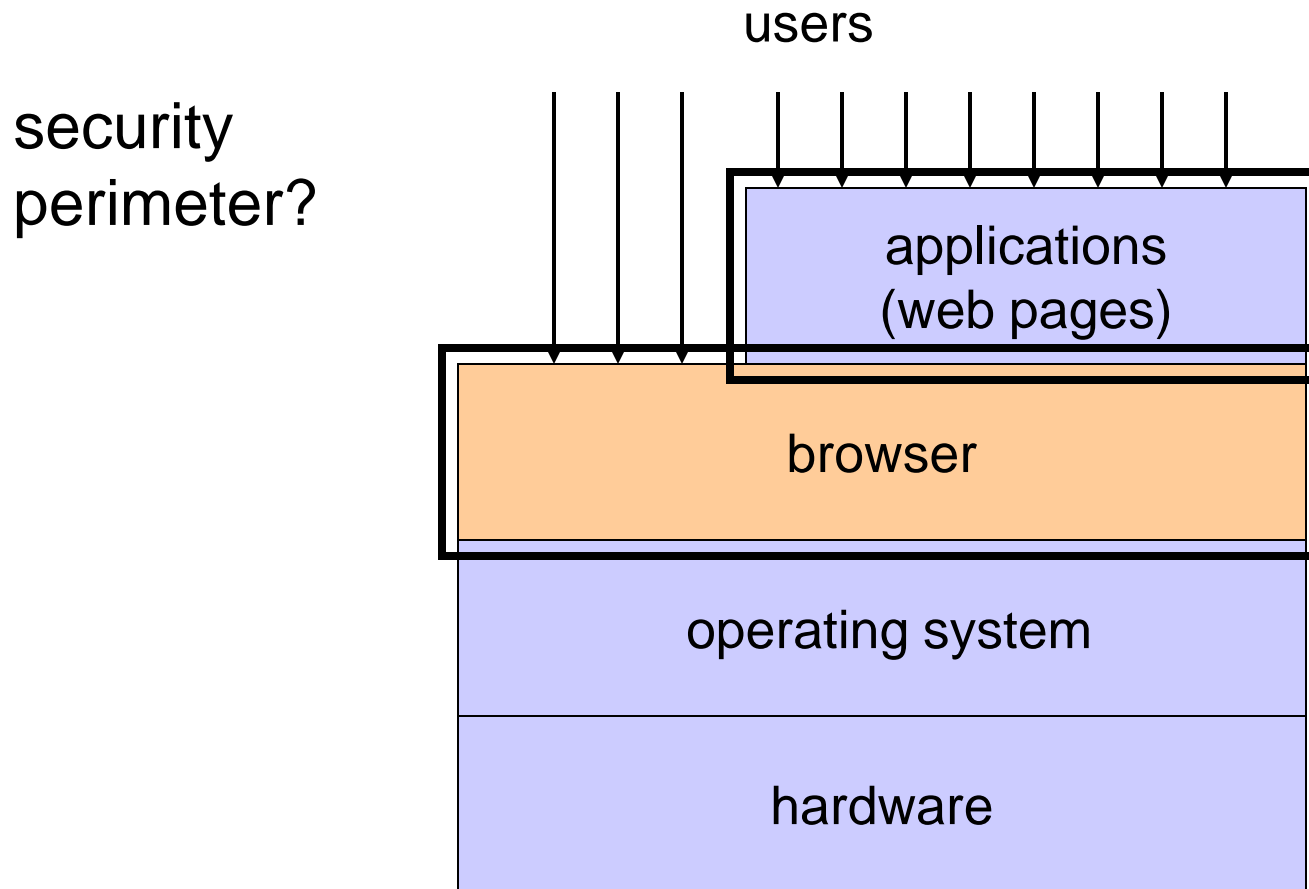 users
security
perimeter?
applications
(web pages)
browser
operating system
hardware